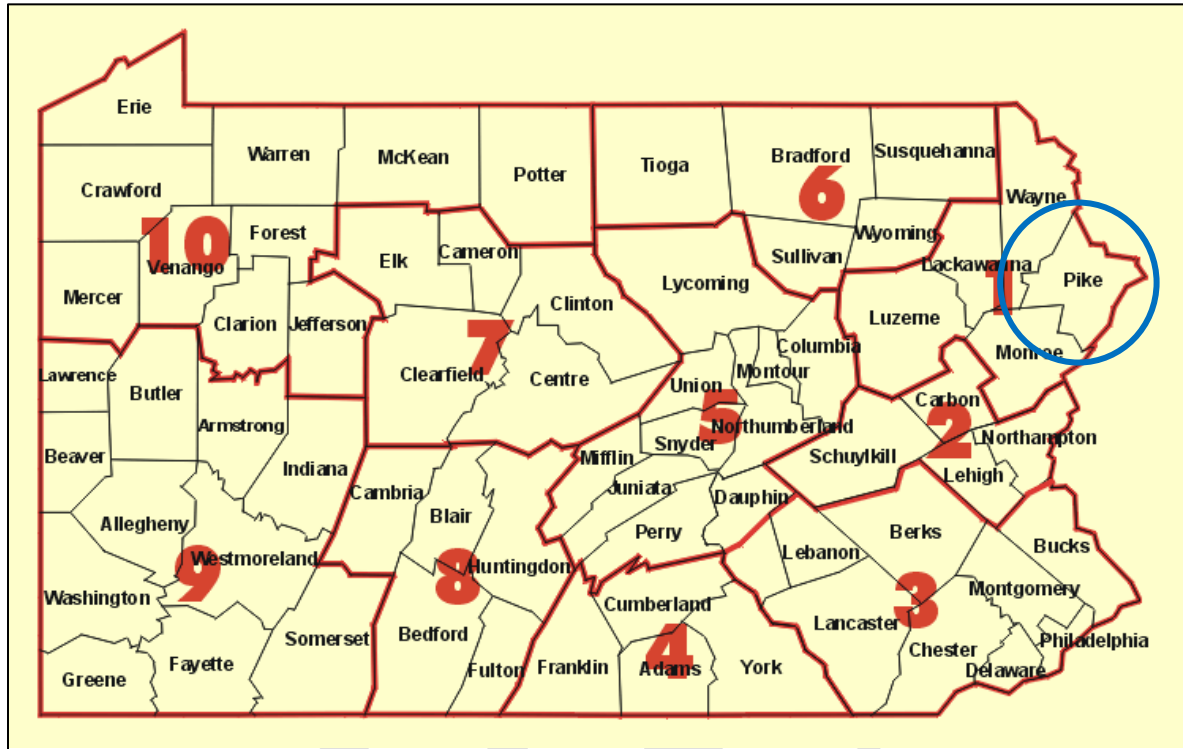 Erie
Warren
McKean
Potter
Tioga
Bradford
Susquehanna
Crawford
6
Wayne
10
Forest
Wyoming
Venango
Elk
Cameron
Sullivan
Lackawanna
Mercer
Lycoming
1
Pike
Clinton
Luzerne
Clarion
Jefferson
7
Columbia
Monroe
Lawrence
Clearfield
Centre
Union
Montour
Butler
Carbon
5
2
Armstrong
Northumberland
Northampton
Snyder
Beaver
Mifflin
Schuylkill
Indiana
Lehigh
Cambria
Juniata
Dauphin
Allegheny
Blair
Perry
Berks
Bucks
Lebanon
Westmoreland
9
8
Huntingdon
Montgomery
Washington
Cumberland
3
Lancaster
Somerset
Bedford
Philadelphia
Chester
Fayette
4
Greene
Fulton
Franklin
Adams
York
Delaware